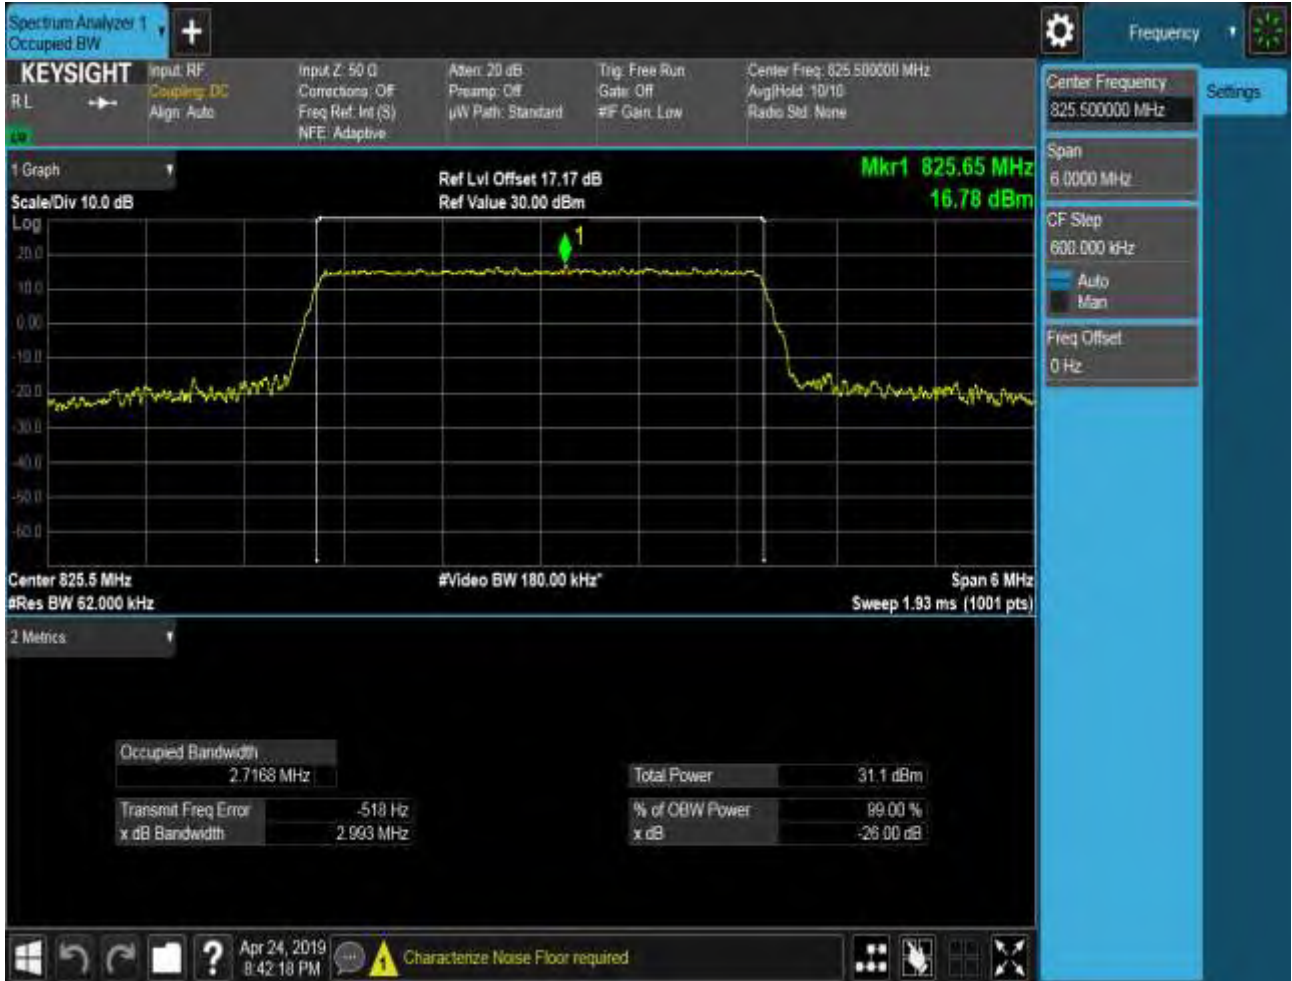 Spectrum Analyzer 1
Occupied BW
Frequency
KEYSIGHT
RL
Input: RF
Coupling: DC
Align: Auto
Input Z: 50 Ω
Corrections: Off
Freq Ref: Int (S)
NFE: Adaptive
Atten: 20 dB
Preamp: Off
µW Path: Standard
Trig: Free Run
Gate: Off
#IF Gain: Low
Center Freq: 825.500000 MHz
Avg|Hold: 10/10
Radio Std: None
Center Frequency
825.500000 MHz
Settings
Span
6.0000 MHz
CF Step
600.000 kHz
Auto
Man
Freq Offset
0 Hz
1 Graph
Scale/Div 10.0 dB
Ref Lvl Offset 17.17 dB
Ref Value 30.00 dBm
Mkr1 825.65 MHz
16.78 dBm
Log
1
20.0
10.0
0.00
-10.0
-20.0
-30.0
-40.0
-50.0
-60.0
Center 825.5 MHz
#Res BW 62.000 kHz
#Video BW 180.00 kHz*
Span 6 MHz
Sweep 1.93 ms (1001 pts)
2 Metrics
Occupied Bandwidth
2.7168 MHz
Transmit Freq Error -518 Hz
x dB Bandwidth 2.993 MHz
Total Power 31.1 dBm
% of OBW Power 99.00 %
x dB -26.00 dB
Apr 24, 2019
8:42:18 PM
1
Characterize Noise Floor required